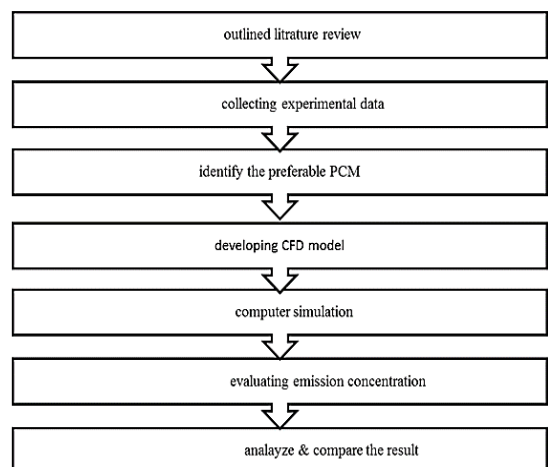 outlined litrature review
collecting experimental data
identify the preferable PCM
developing CFD model
computer simulation
evaluating emission concentration
analayze & compare the result